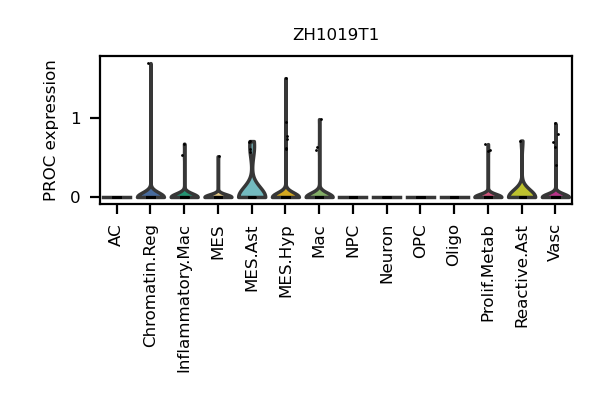 ZH1019T1
PROC expression
1
0
AC
Chromatin.Reg
Inflammatory.Mac
MES
MES.Ast
MES.Hyp
Mac
NPC
Neuron
OPC
Oligo
Prolif.Metab
Reactive.Ast
Vasc